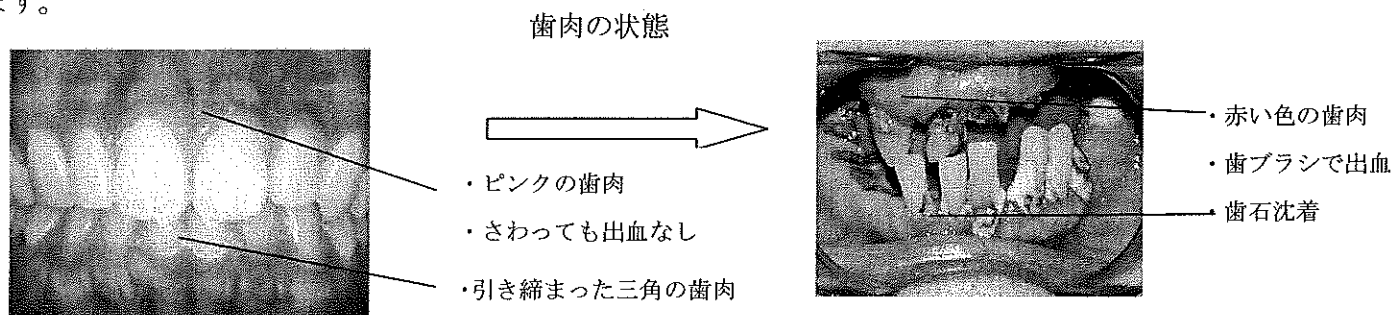 ます。
歯肉の状態
・ピンクの歯肉
・さわっても出血なし
・引き締まった三角の歯肉
・赤い色の歯肉
・歯ブラシで出血
・歯石沈着